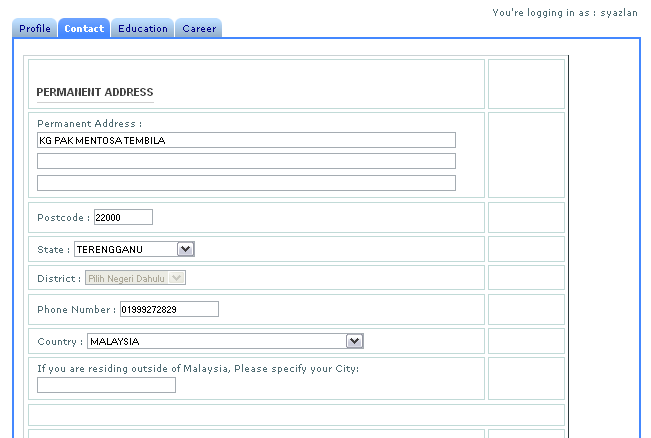 You're logging in as : syazlan
Profile Contact Education Career
PERMANENT ADDRESS
Permanent Address :
KG PAK MENTOSA TEMBILA
Postcode : 22000
State : TERENGGANU
District : Pilih Negeri Dahulu
Phone Number : 01999272829
Country : MALAYSIA
If you are residing outside of Malaysia, Please specify your City: